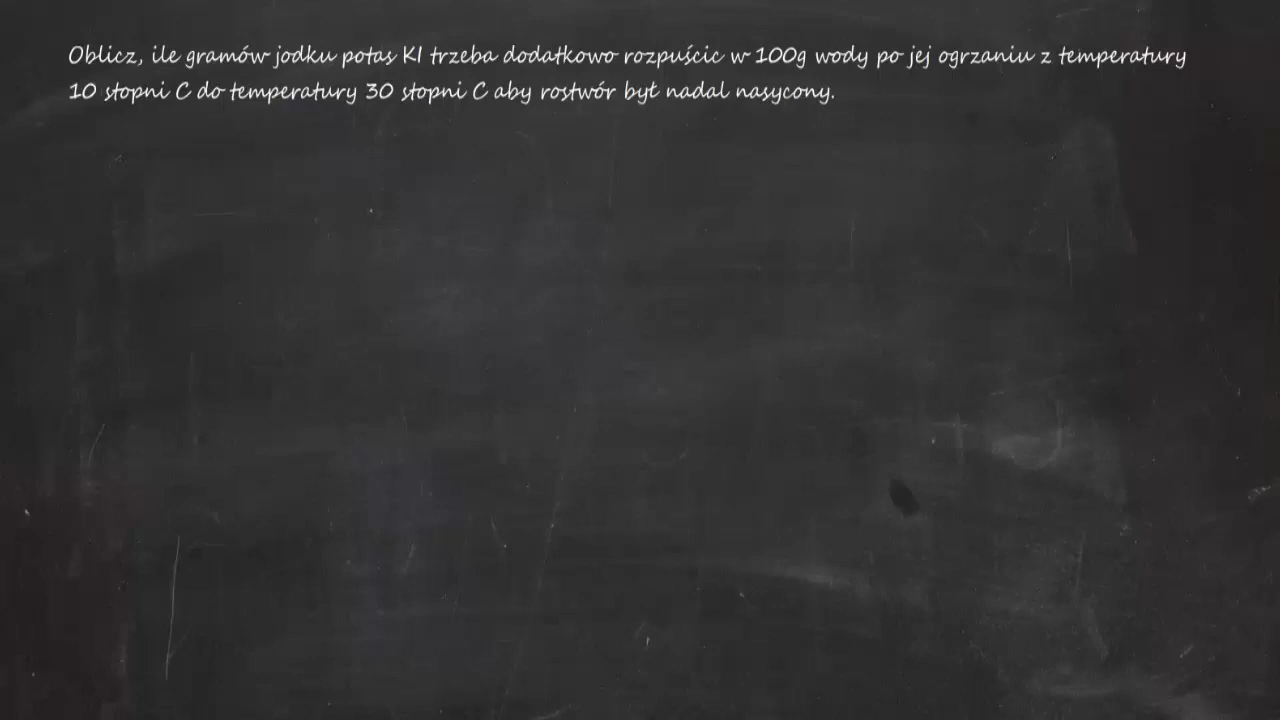 Oblicz, ile gramów jodku potas KI trzeba dodatkowo rozpuścic w 100g wody po jej ogrzaniu z temperatury
10 stopni C do temperatury 30 stopni C aby rostwór był nadal nasycony.